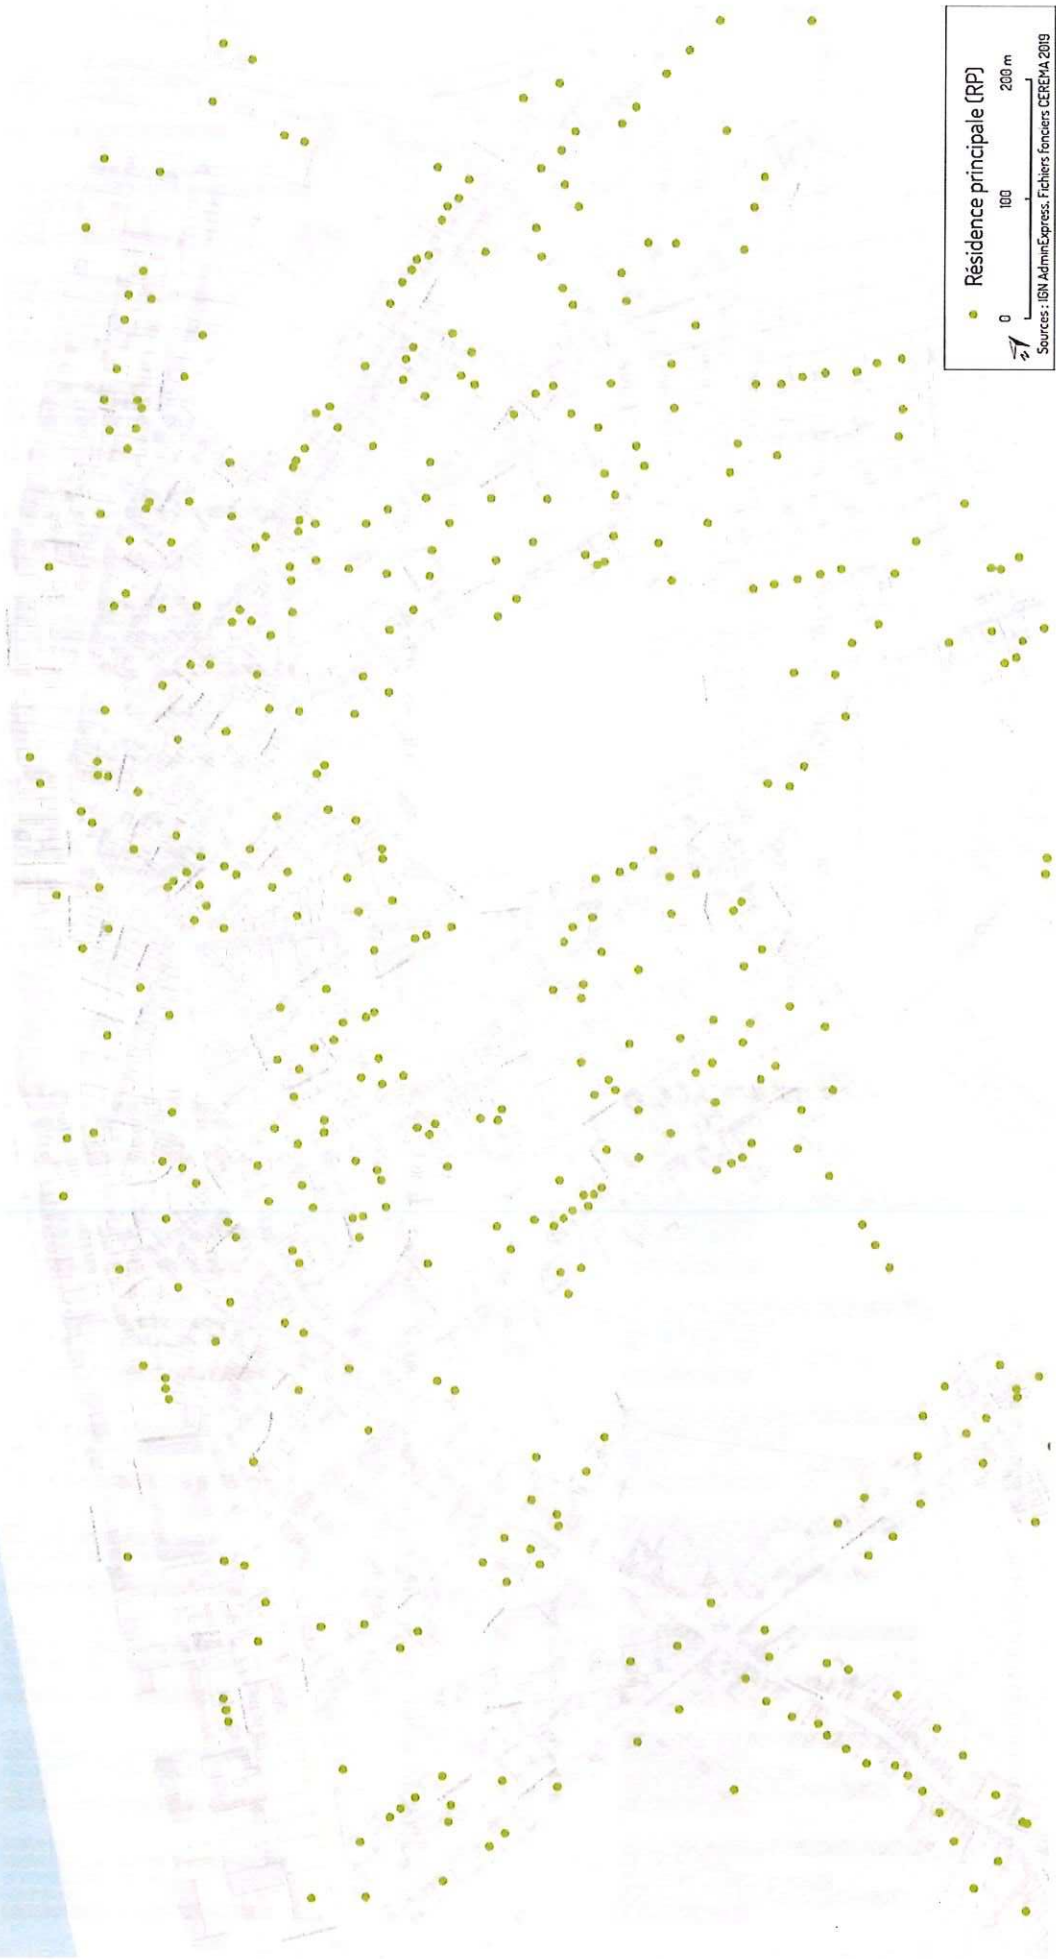 Résidence principale (RP)
0 100 200 m
N
Sources : IGN AdminExpress, Fichiers fonciers CEREMA 2019